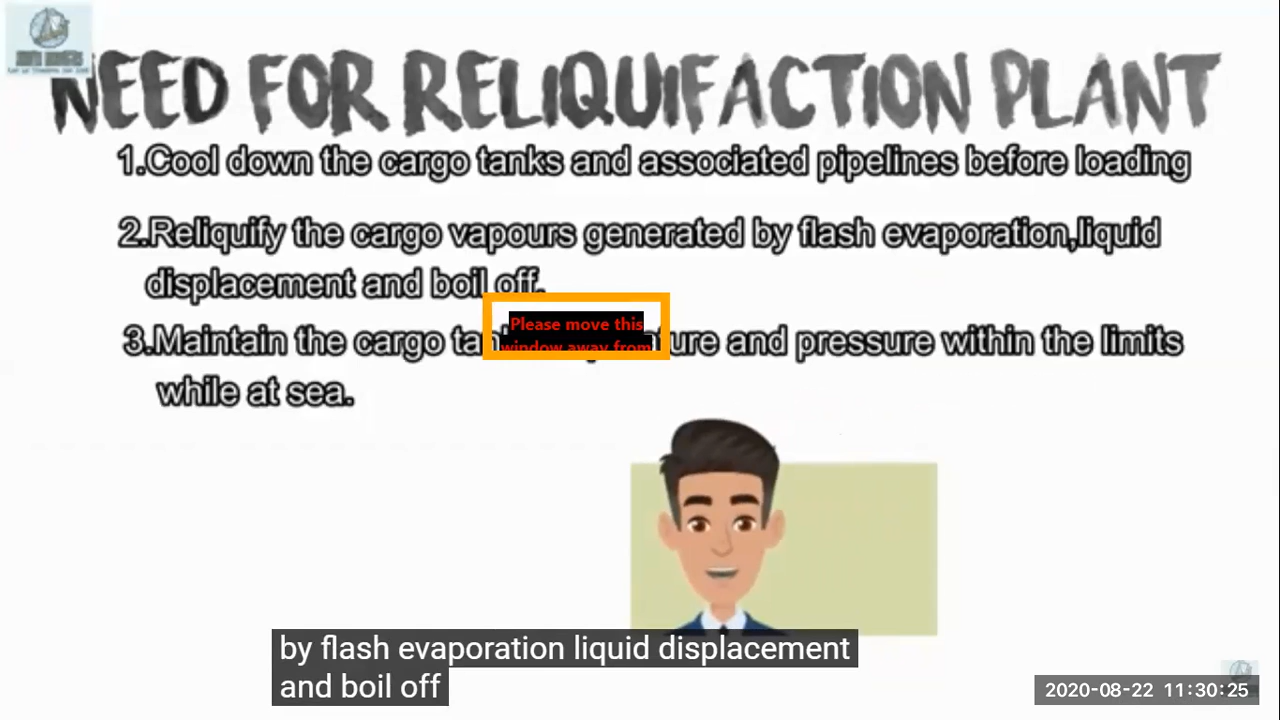 NEED FOR RELIQUIFACTION PLANT
1.Cool down the cargo tanks and associated pipelines before loading
2.Reliquify the cargo vapours generated by flash evaporation,liquid
displacement and boil off.
Please move this
window away from
3.Maintain the cargo ture and pressure within the limits
while at sea.
by flash evaporation liquid displacement
and boil off
2020-08-22 11:30:25